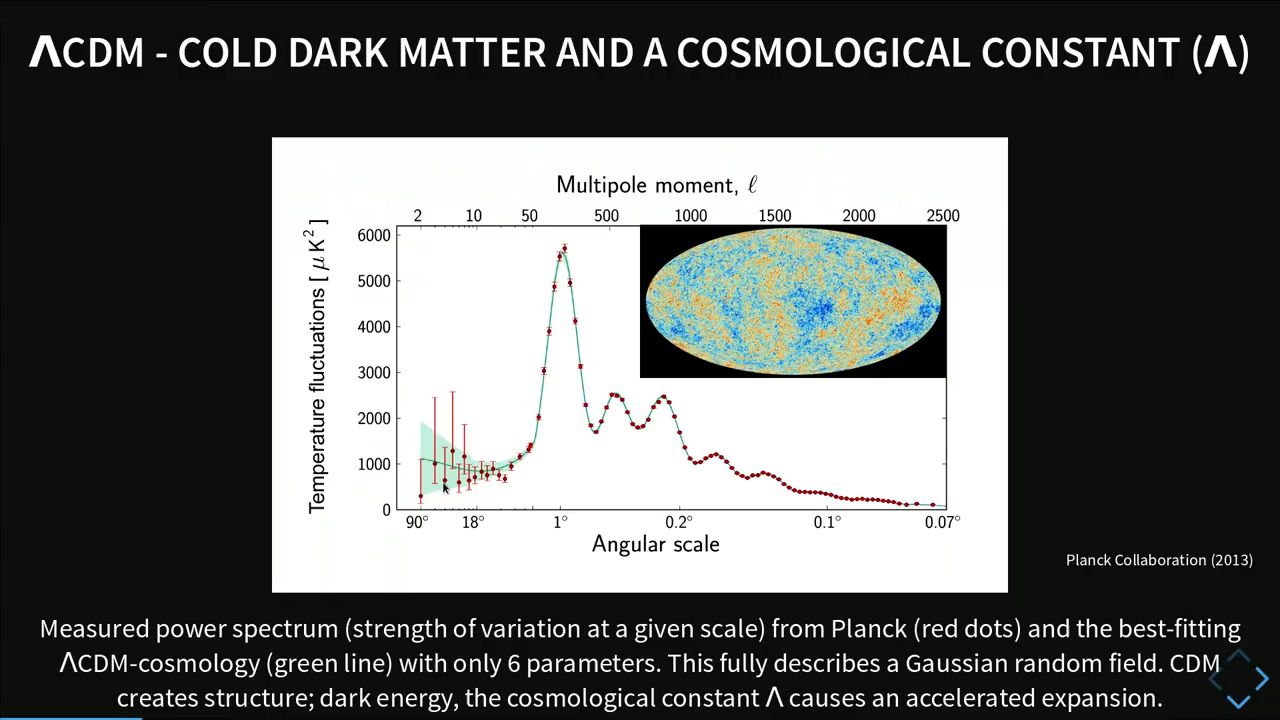 ΛCDM - COLD DARK MATTER AND A COSMOLOGICAL CONSTANT (Λ)
Multipole moment, ℓ
2 10 50 500 1000 1500 2000 2500
Temperature fluctuations [ μ K² ]
6000
5000
4000
3000
2000
1000
0
90° 18° 1° 0.2° 0.1° 0.07°
Angular scale
Planck Collaboration (2013)
Measured power spectrum (strength of variation at a given scale) from Planck (red dots) and the best-fitting
ΛCDM-cosmology (green line) with only 6 parameters. This fully describes a Gaussian random field. CDM
creates structure; dark energy, the cosmological constant Λ causes an accelerated expansion.